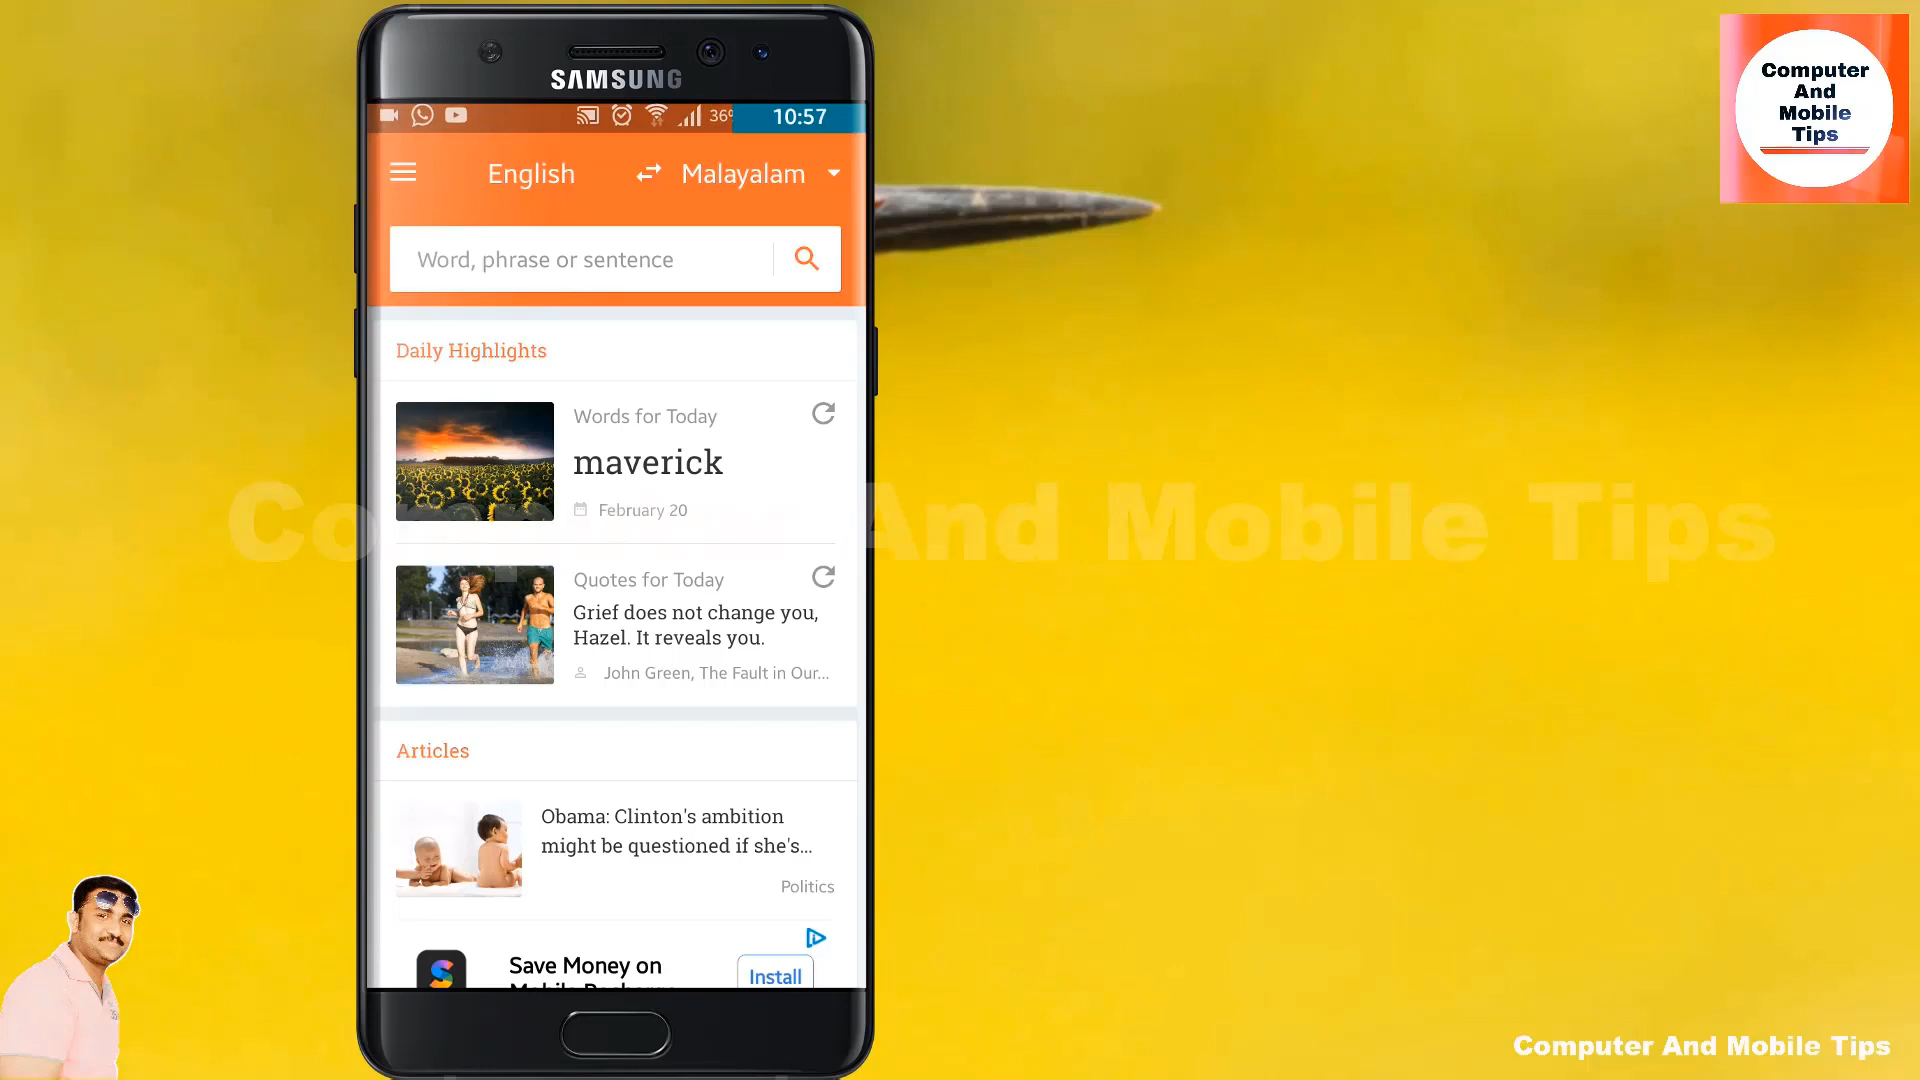 SAMSUNG
10:57
English
Malayalam
Word, phrase or sentence
Daily Highlights
Words for Today
maverick
February 20
Quotes for Today
Grief does not change you,
Hazel. It reveals you.
John Green, The Fault in Our...
Articles
Obama: Clinton's ambition
might be questioned if she's...
Politics
Save Money on
Install
Computer
And
Mobile
Tips
And Mobile Tips
Computer And Mobile Tips